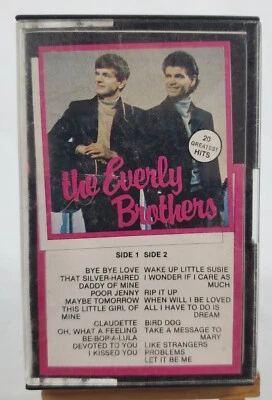 20
GREATEST
HITS
the Everly
Brothers
SIDE 1 SIDE 2
BYE BYE LOVE
THAT SILVER-HAIRED
DADDY OF MINE
POOR JENNY
MAYBE TOMORROW
THIS LITTLE GIRL OF
MINE
CLAUDETTE
OH, WHAT A FEELING
BE-BOP-A-LULA
DEVOTED TO YOU
I KISSED YOU
WAKE UP LITTLE SUSIE
I WONDER IF I CARE AS
MUCH
RIP IT UP
WHEN WILL I BE LOVED
ALL I HAVE TO DO IS
DREAM
BIRD DOG
TAKE A MESSAGE TO
MARY
LIKE STRANGERS
PROBLEMS
LET IT BE ME